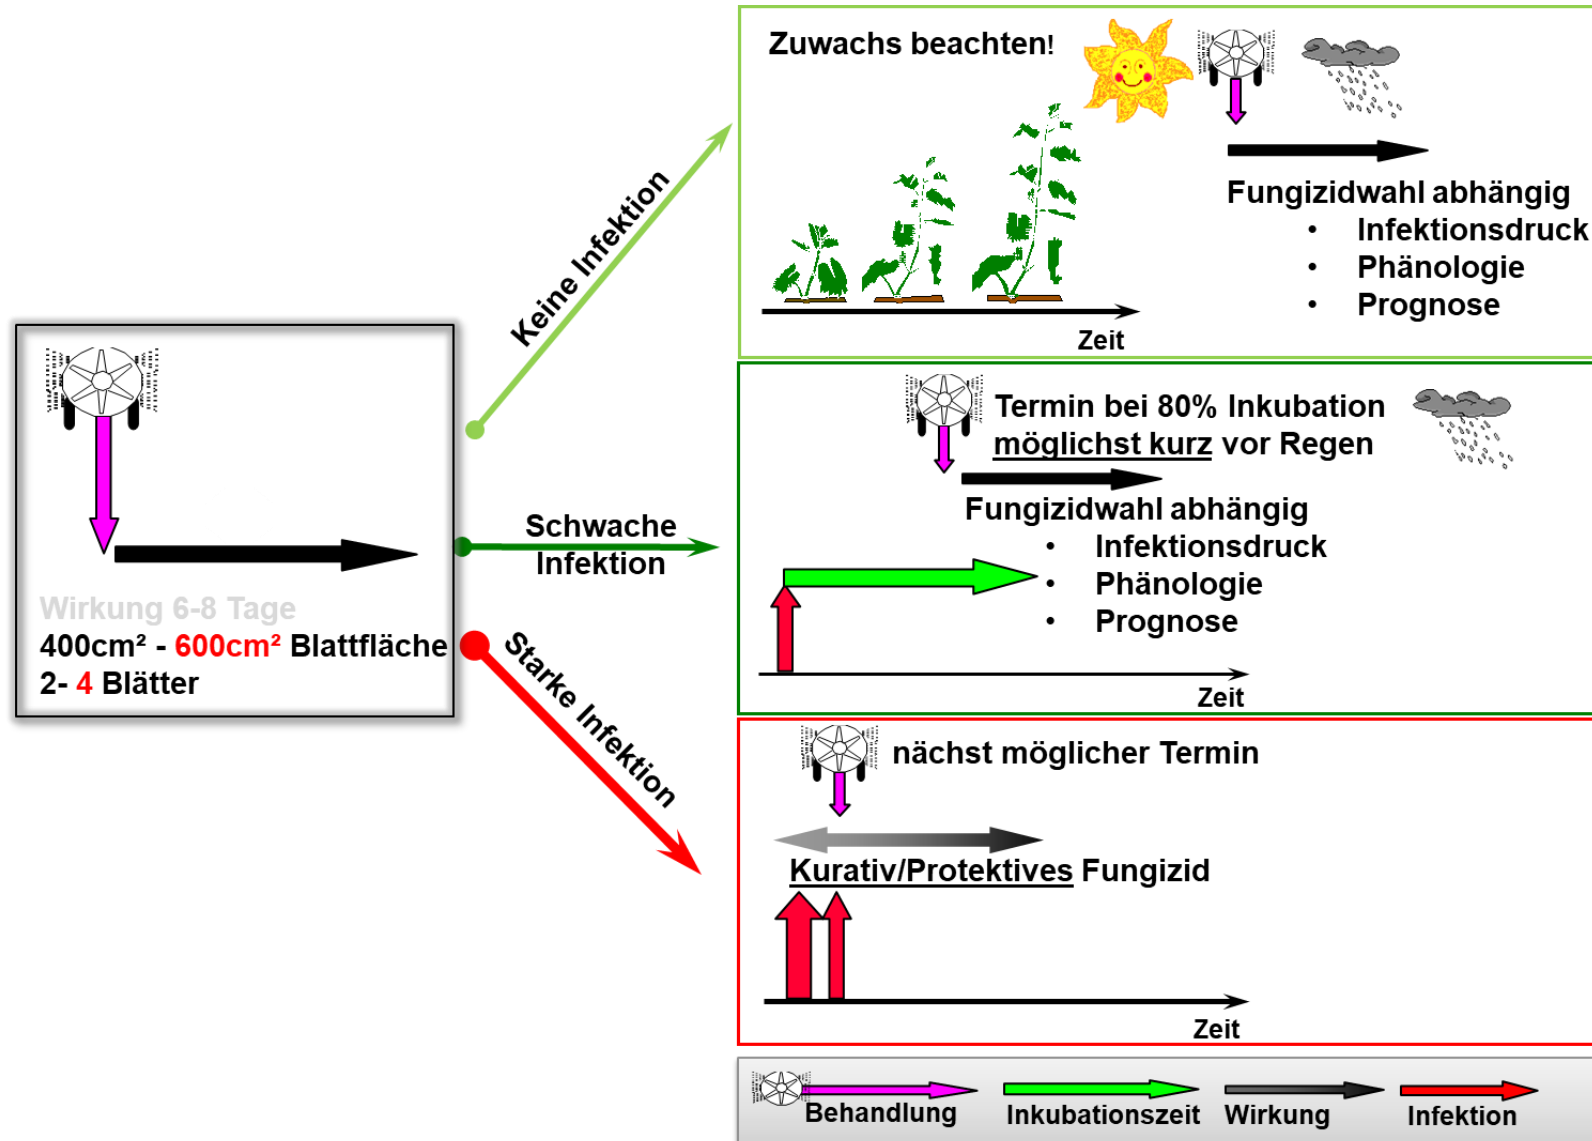 Zuwachs beachten!
Fungizidwahl abhängig
• Infektionsdruck
• Phänologie
• Prognose
Zeit
Keine Infektion
Wirkung 6-8 Tage
400cm² - 600cm² Blattfläche
2- 4 Blätter
Schwache
Infektion
Termin bei 80% Inkubation
möglichst kurz vor Regen
Fungizidwahl abhängig
• Infektionsdruck
• Phänologie
• Prognose
Zeit
Starke Infektion
nächst möglicher Termin
Kurativ/Protektives Fungizid
Zeit
Behandlung
Inkubationszeit
Wirkung
Infektion